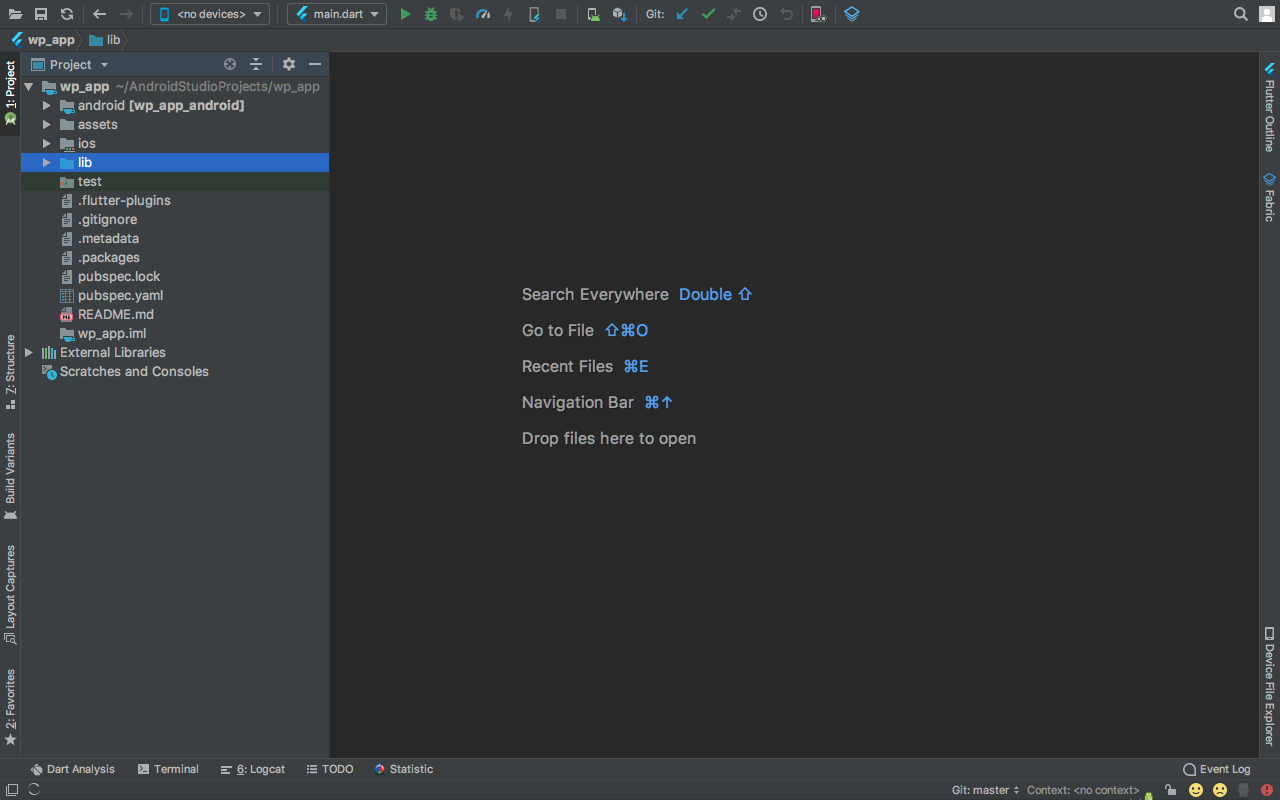 <no devices>
main.dart
Git:
wp_app
lib
Project
wp_app ~/AndroidStudioProjects/wp_app
android [wp_app_android]
assets
ios
lib
test
.flutter-plugins
.gitignore
.metadata
.packages
pubspec.lock
pubspec.yaml
README.md
wp_app.iml
External Libraries
Scratches and Consoles
1: Project
Z: Structure
Build Variants
Layout Captures
2: Favorites
Search Everywhere Double ⇧
Go to File ⇧⌘O
Recent Files ⌘E
Navigation Bar ⌘↑
Drop files here to open
Flutter Outline
Fabric
Device File Explorer
Dart Analysis
Terminal
6: Logcat
TODO
Statistic
Event Log
Git: master
Context: <no context>